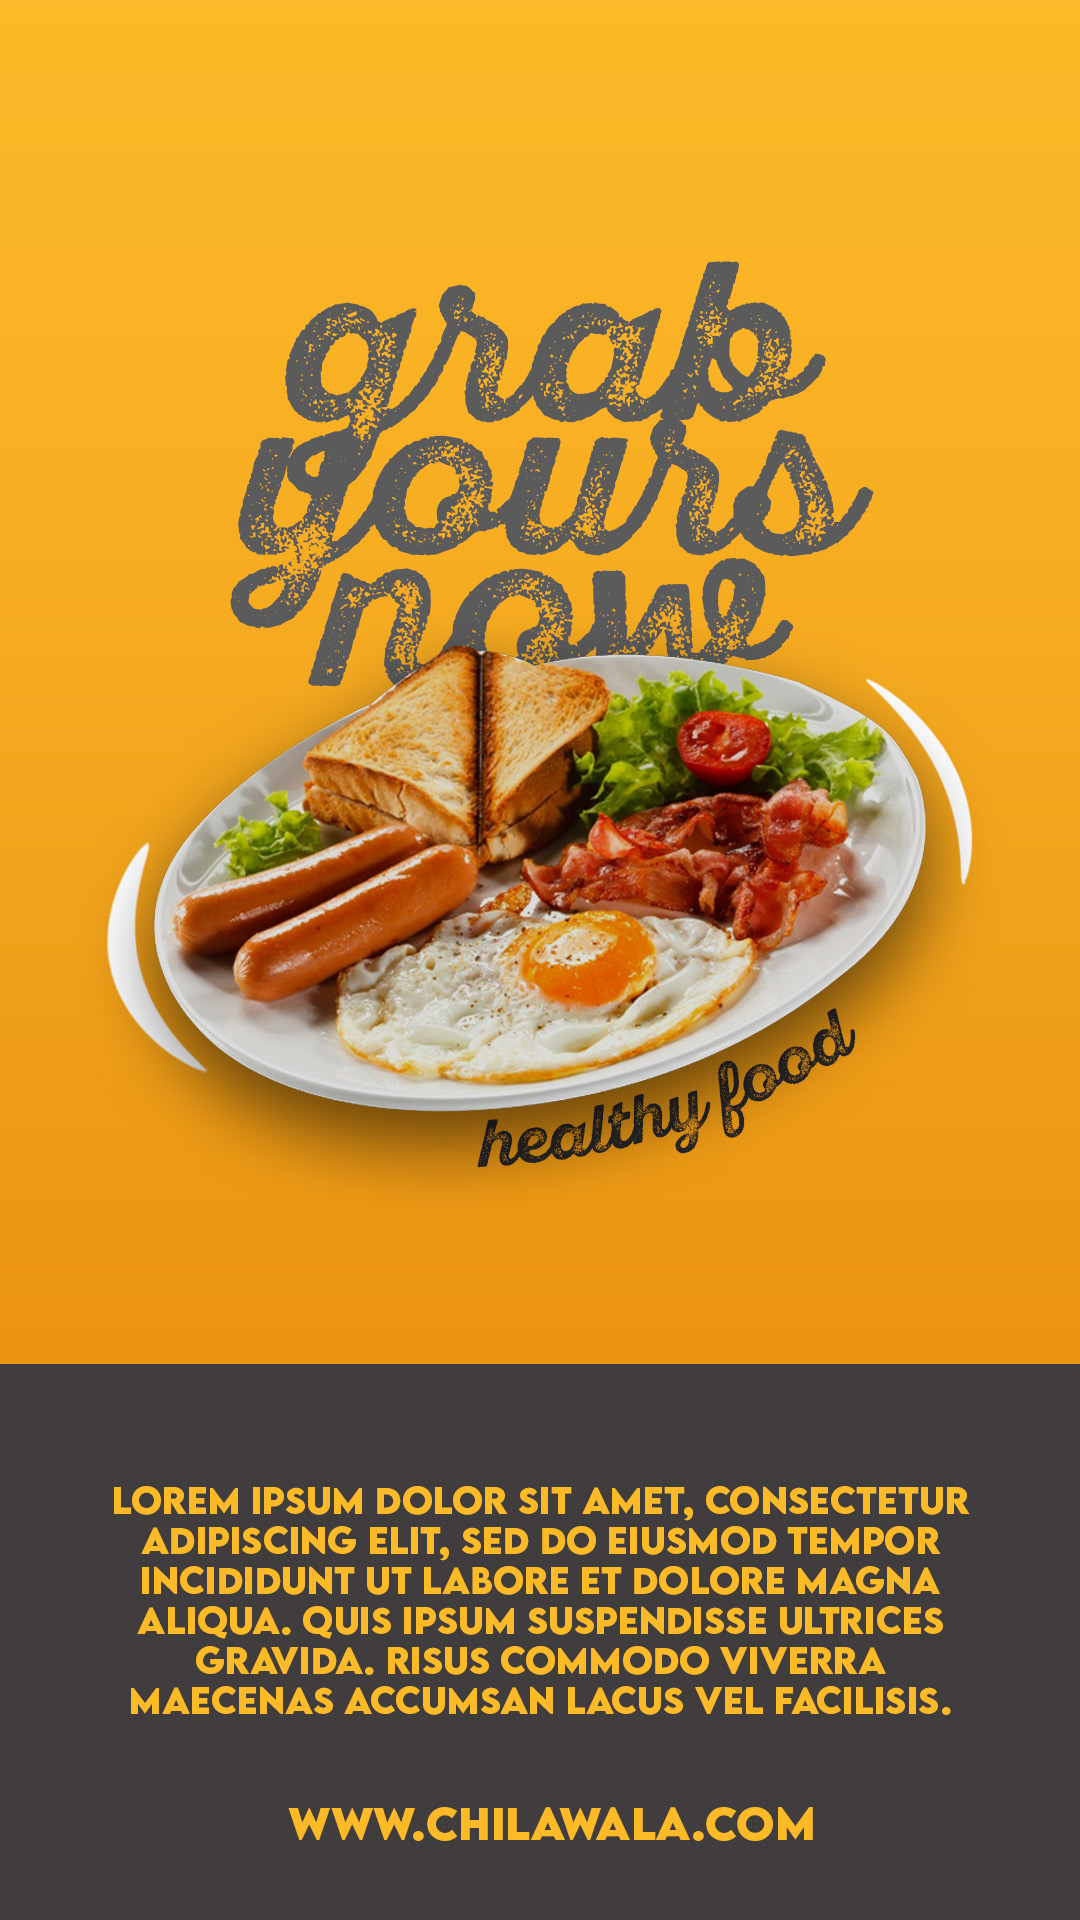 grab
yours
now
healthy food
LOREM IPSUM DOLOR SIT AMET, CONSECTETUR
ADIPISCING ELIT, SED DO EIUSMOD TEMPOR
INCIDIDUNT UT LABORE ET DOLORE MAGNA
ALIQUA. QUIS IPSUM SUSPENDISSE ULTRICES
GRAVIDA. RISUS COMMODO VIVERRA
MAECENAS ACCUMSAN LACUS VEL FACILISIS.
WWW.CHILAWALA.COM